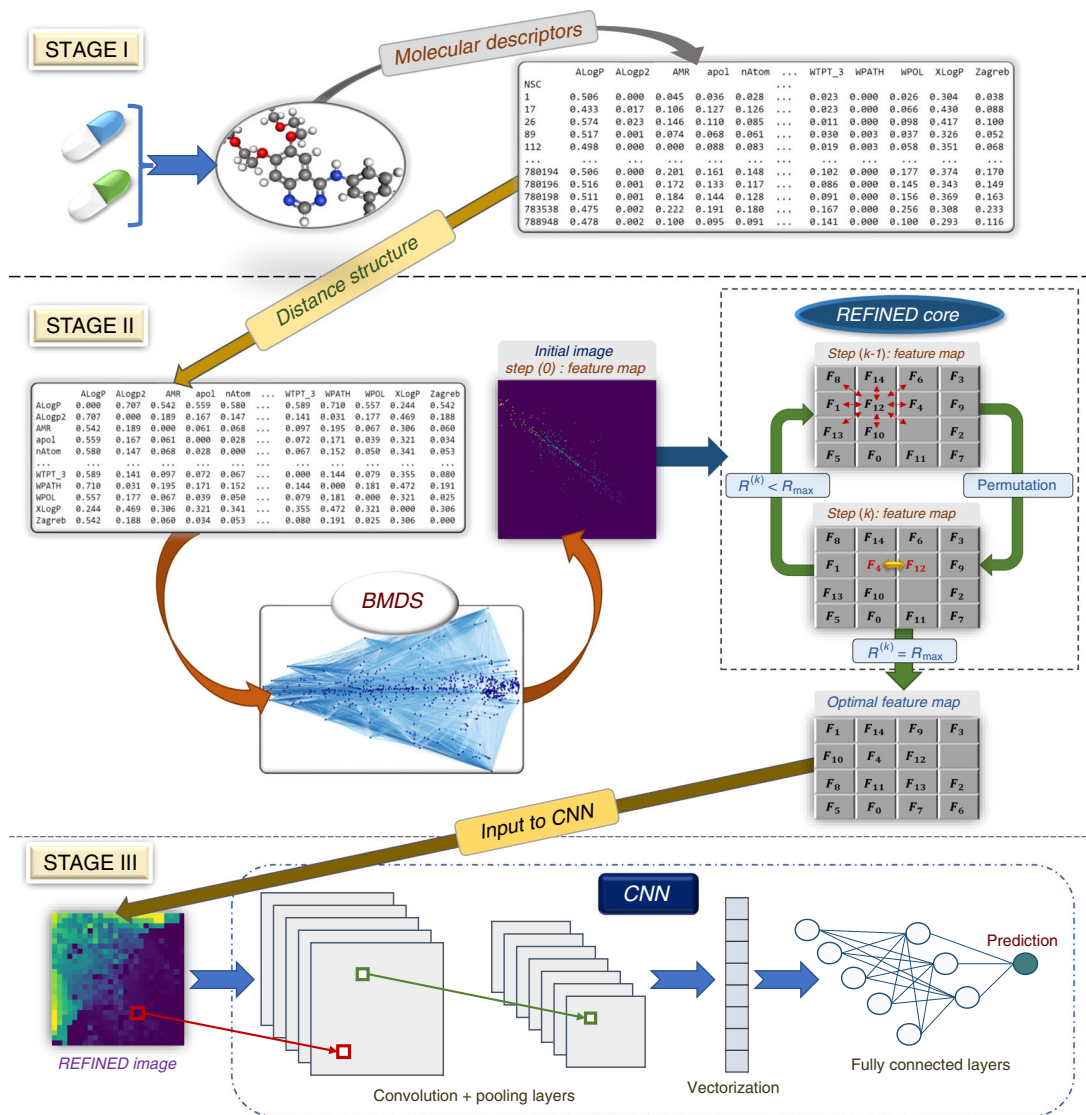 STAGE I
Molecular descriptors
ALogP ALogp2 AMR apol nAtom ... WTPT_3 WPATH WPOL XLogP Zagreb
NSC ...
1 0.506 0.000 0.045 0.036 0.028 ... 0.023 0.000 0.026 0.304 0.038
17 0.433 0.017 0.106 0.127 0.126 ... 0.023 0.000 0.066 0.430 0.088
26 0.574 0.023 0.146 0.110 0.085 ... 0.011 0.000 0.098 0.417 0.100
89 0.517 0.001 0.074 0.068 0.061 ... 0.030 0.003 0.037 0.326 0.052
112 0.498 0.000 0.000 0.088 0.083 ... 0.019 0.003 0.058 0.351 0.068
... ... ... ... ... ... ... ... ... ... ... ...
780194 0.506 0.000 0.201 0.161 0.148 ... 0.102 0.000 0.177 0.374 0.170
780196 0.516 0.001 0.172 0.133 0.117 ... 0.086 0.000 0.145 0.343 0.149
780198 0.511 0.001 0.184 0.144 0.128 ... 0.091 0.000 0.156 0.369 0.163
783538 0.475 0.002 0.222 0.191 0.180 ... 0.167 0.000 0.256 0.308 0.233
788948 0.478 0.002 0.100 0.095 0.091 ... 0.141 0.000 0.100 0.293 0.116
Distance structure
STAGE II
ALogP ALogp2 AMR apol nAtom ... WTPT_3 WPATH WPOL XLogP Zagreb
ALogP 0.000 0.707 0.542 0.559 0.580 ... 0.589 0.710 0.557 0.244 0.542
ALogp2 0.707 0.000 0.189 0.167 0.147 ... 0.141 0.031 0.177 0.469 0.188
AMR 0.542 0.189 0.000 0.061 0.068 ... 0.097 0.195 0.067 0.306 0.060
apol 0.559 0.167 0.061 0.000 0.028 ... 0.072 0.171 0.039 0.321 0.034
nAtom 0.580 0.147 0.068 0.028 0.000 ... 0.067 0.152 0.050 0.341 0.053
... ... ... ... ... ... ... ... ... ... ... ...
WTPT_3 0.589 0.141 0.097 0.072 0.067 ... 0.000 0.144 0.079 0.355 0.080
WPATH 0.710 0.031 0.195 0.171 0.152 ... 0.144 0.000 0.181 0.472 0.191
WPOL 0.557 0.177 0.067 0.039 0.050 ... 0.079 0.181 0.000 0.321 0.025
XLogP 0.244 0.469 0.306 0.321 0.341 ... 0.355 0.472 0.321 0.000 0.306
Zagreb 0.542 0.188 0.060 0.034 0.053 ... 0.080 0.191 0.025 0.306 0.000
BMDS
Initial image
step (0) : feature map
REFINED core
Step (k-1): feature map
F8 F14 F6 F3
F1 F12 F4 F9
F13 F10 F2
F5 F0 F11 F7
R(k) < Rmax
Permutation
Step (k): feature map
F8 F14 F6 F3
F1 F4 F12 F9
F13 F10 F2
F5 F0 F11 F7
R(k) = Rmax
Optimal feature map
F1 F14 F9 F3
F10 F4 F12
F8 F11 F13 F2
F5 F0 F7 F6
Input to CNN
STAGE III
CNN
Prediction
REFINED image
Convolution + pooling layers
Vectorization
Fully connected layers